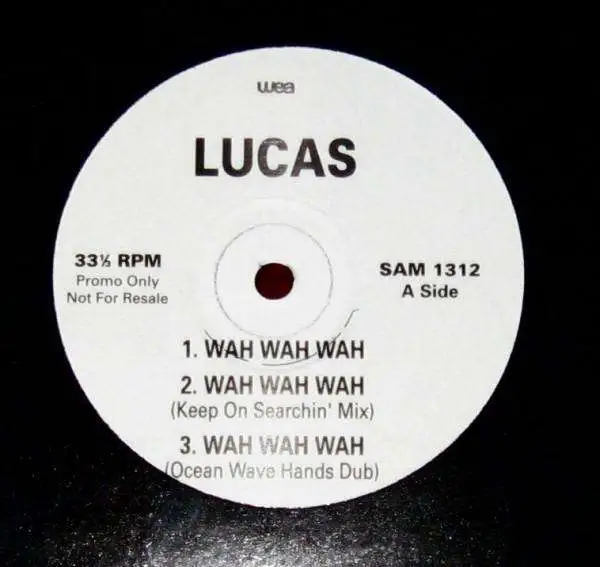 wea
LUCAS
33⅓ RPM
Promo Only
Not For Resale
SAM 1312
A Side
1. WAH WAH WAH
2. WAH WAH WAH
(Keep On Searchin' Mix)
3. WAH WAH WAH
(Ocean Wave Hands Dub)